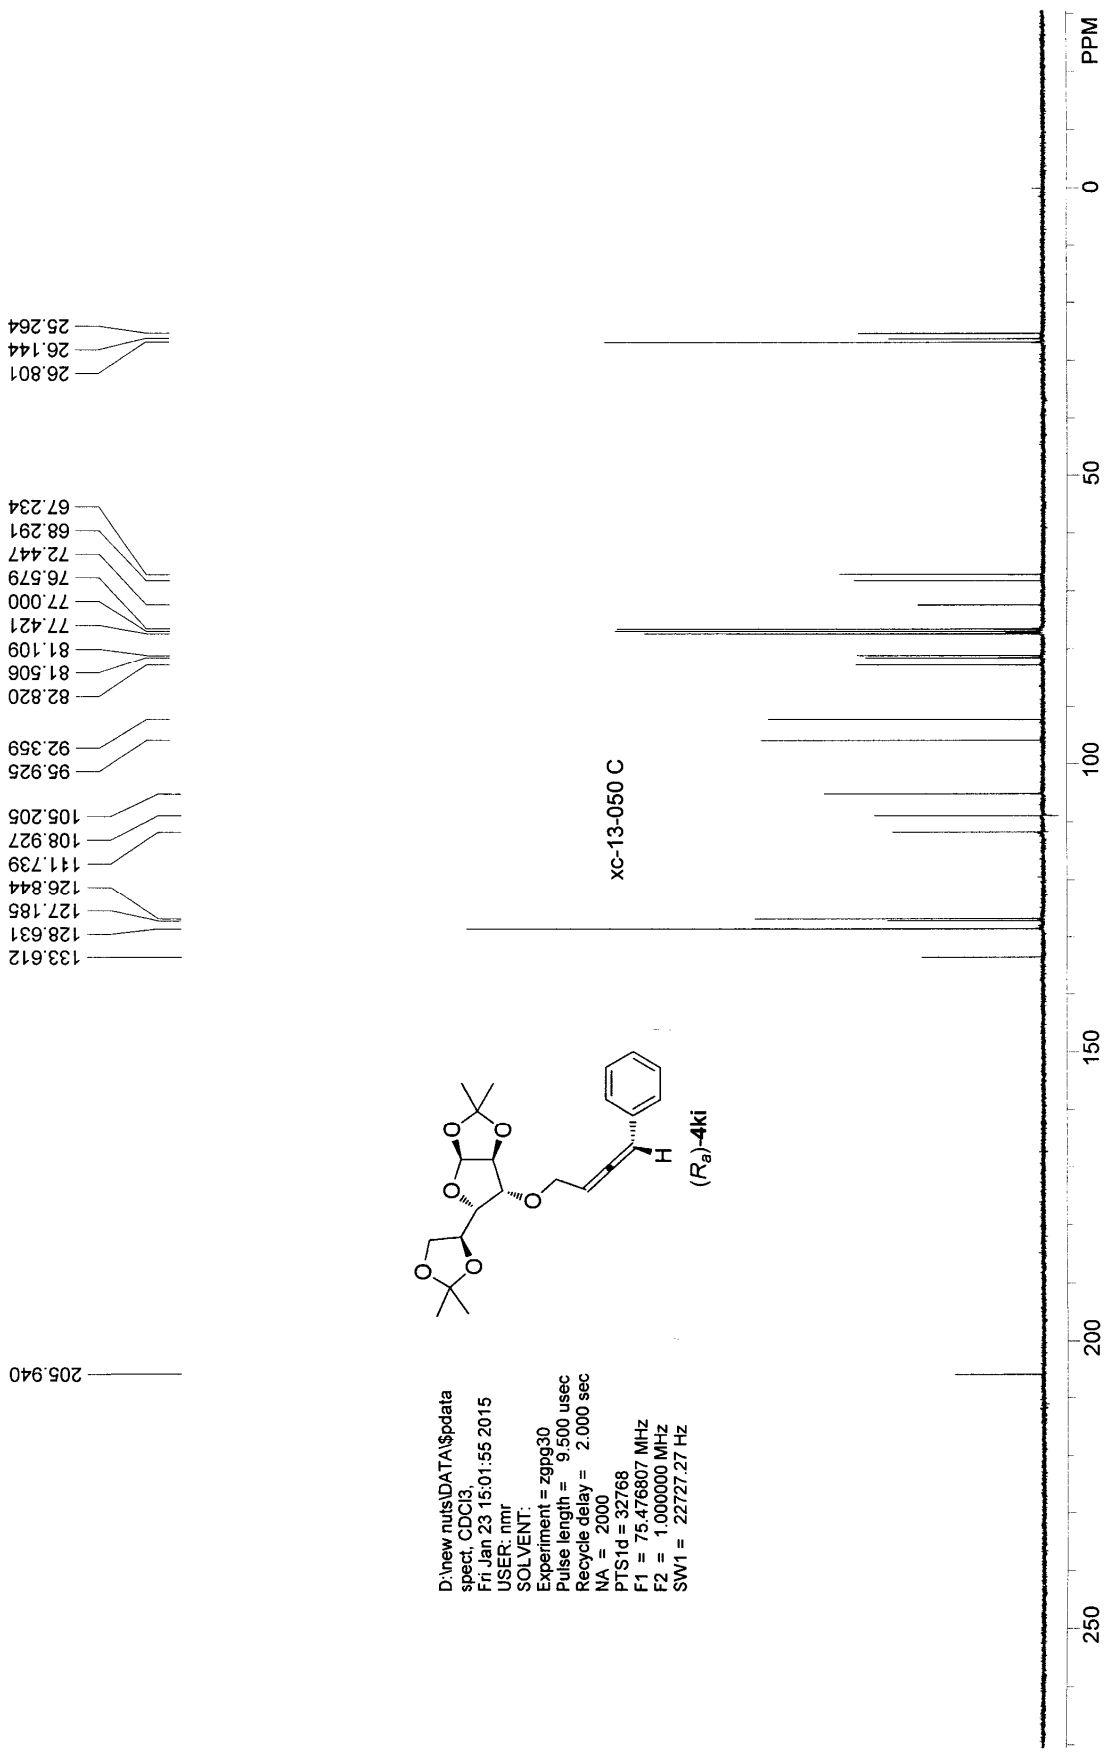 205.940
133.612
128.631
127.185
126.844
111.739
108.927
105.205
95.925
92.359
82.820
81.506
81.109
77.421
77.000
76.579
72.447
68.291
67.234
26.801
26.144
25.264
D:\new nuts\DATA\$pdata
spect, CDCl3,
Fri Jan 23 15:01:55 2015
USER: nmr
SOLVENT:
Experiment = zgpg30
Pulse length = 9.500 usec
Recycle delay = 2.000 sec
NA = 2000
PTS1d = 32768
F1 = 75.476807 MHz
F2 = 1.000000 MHz
SW1 = 22727.27 Hz
O
O
O
O
O
O
H
(Ra)-4ki
xc-13-050 C
250
200
150
100
50
0
PPM